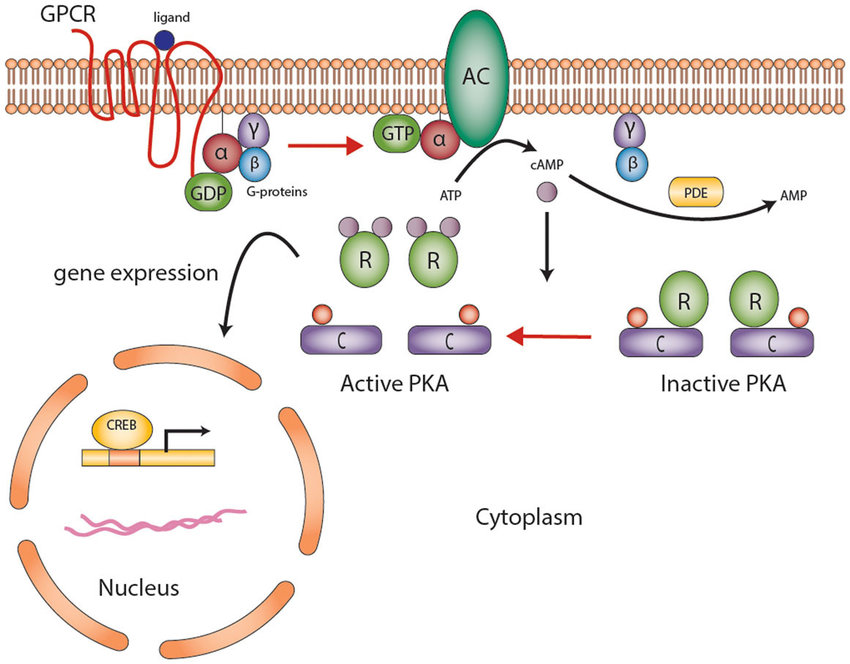 GPCR
ligand
AC
γ
α
β
GDP
G-proteins
GTP
α
ATP
cAMP
γ
β
PDE
AMP
R
R
C
C
Active PKA
R
R
C
C
Inactive PKA
gene expression
CREB
Nucleus
Cytoplasm